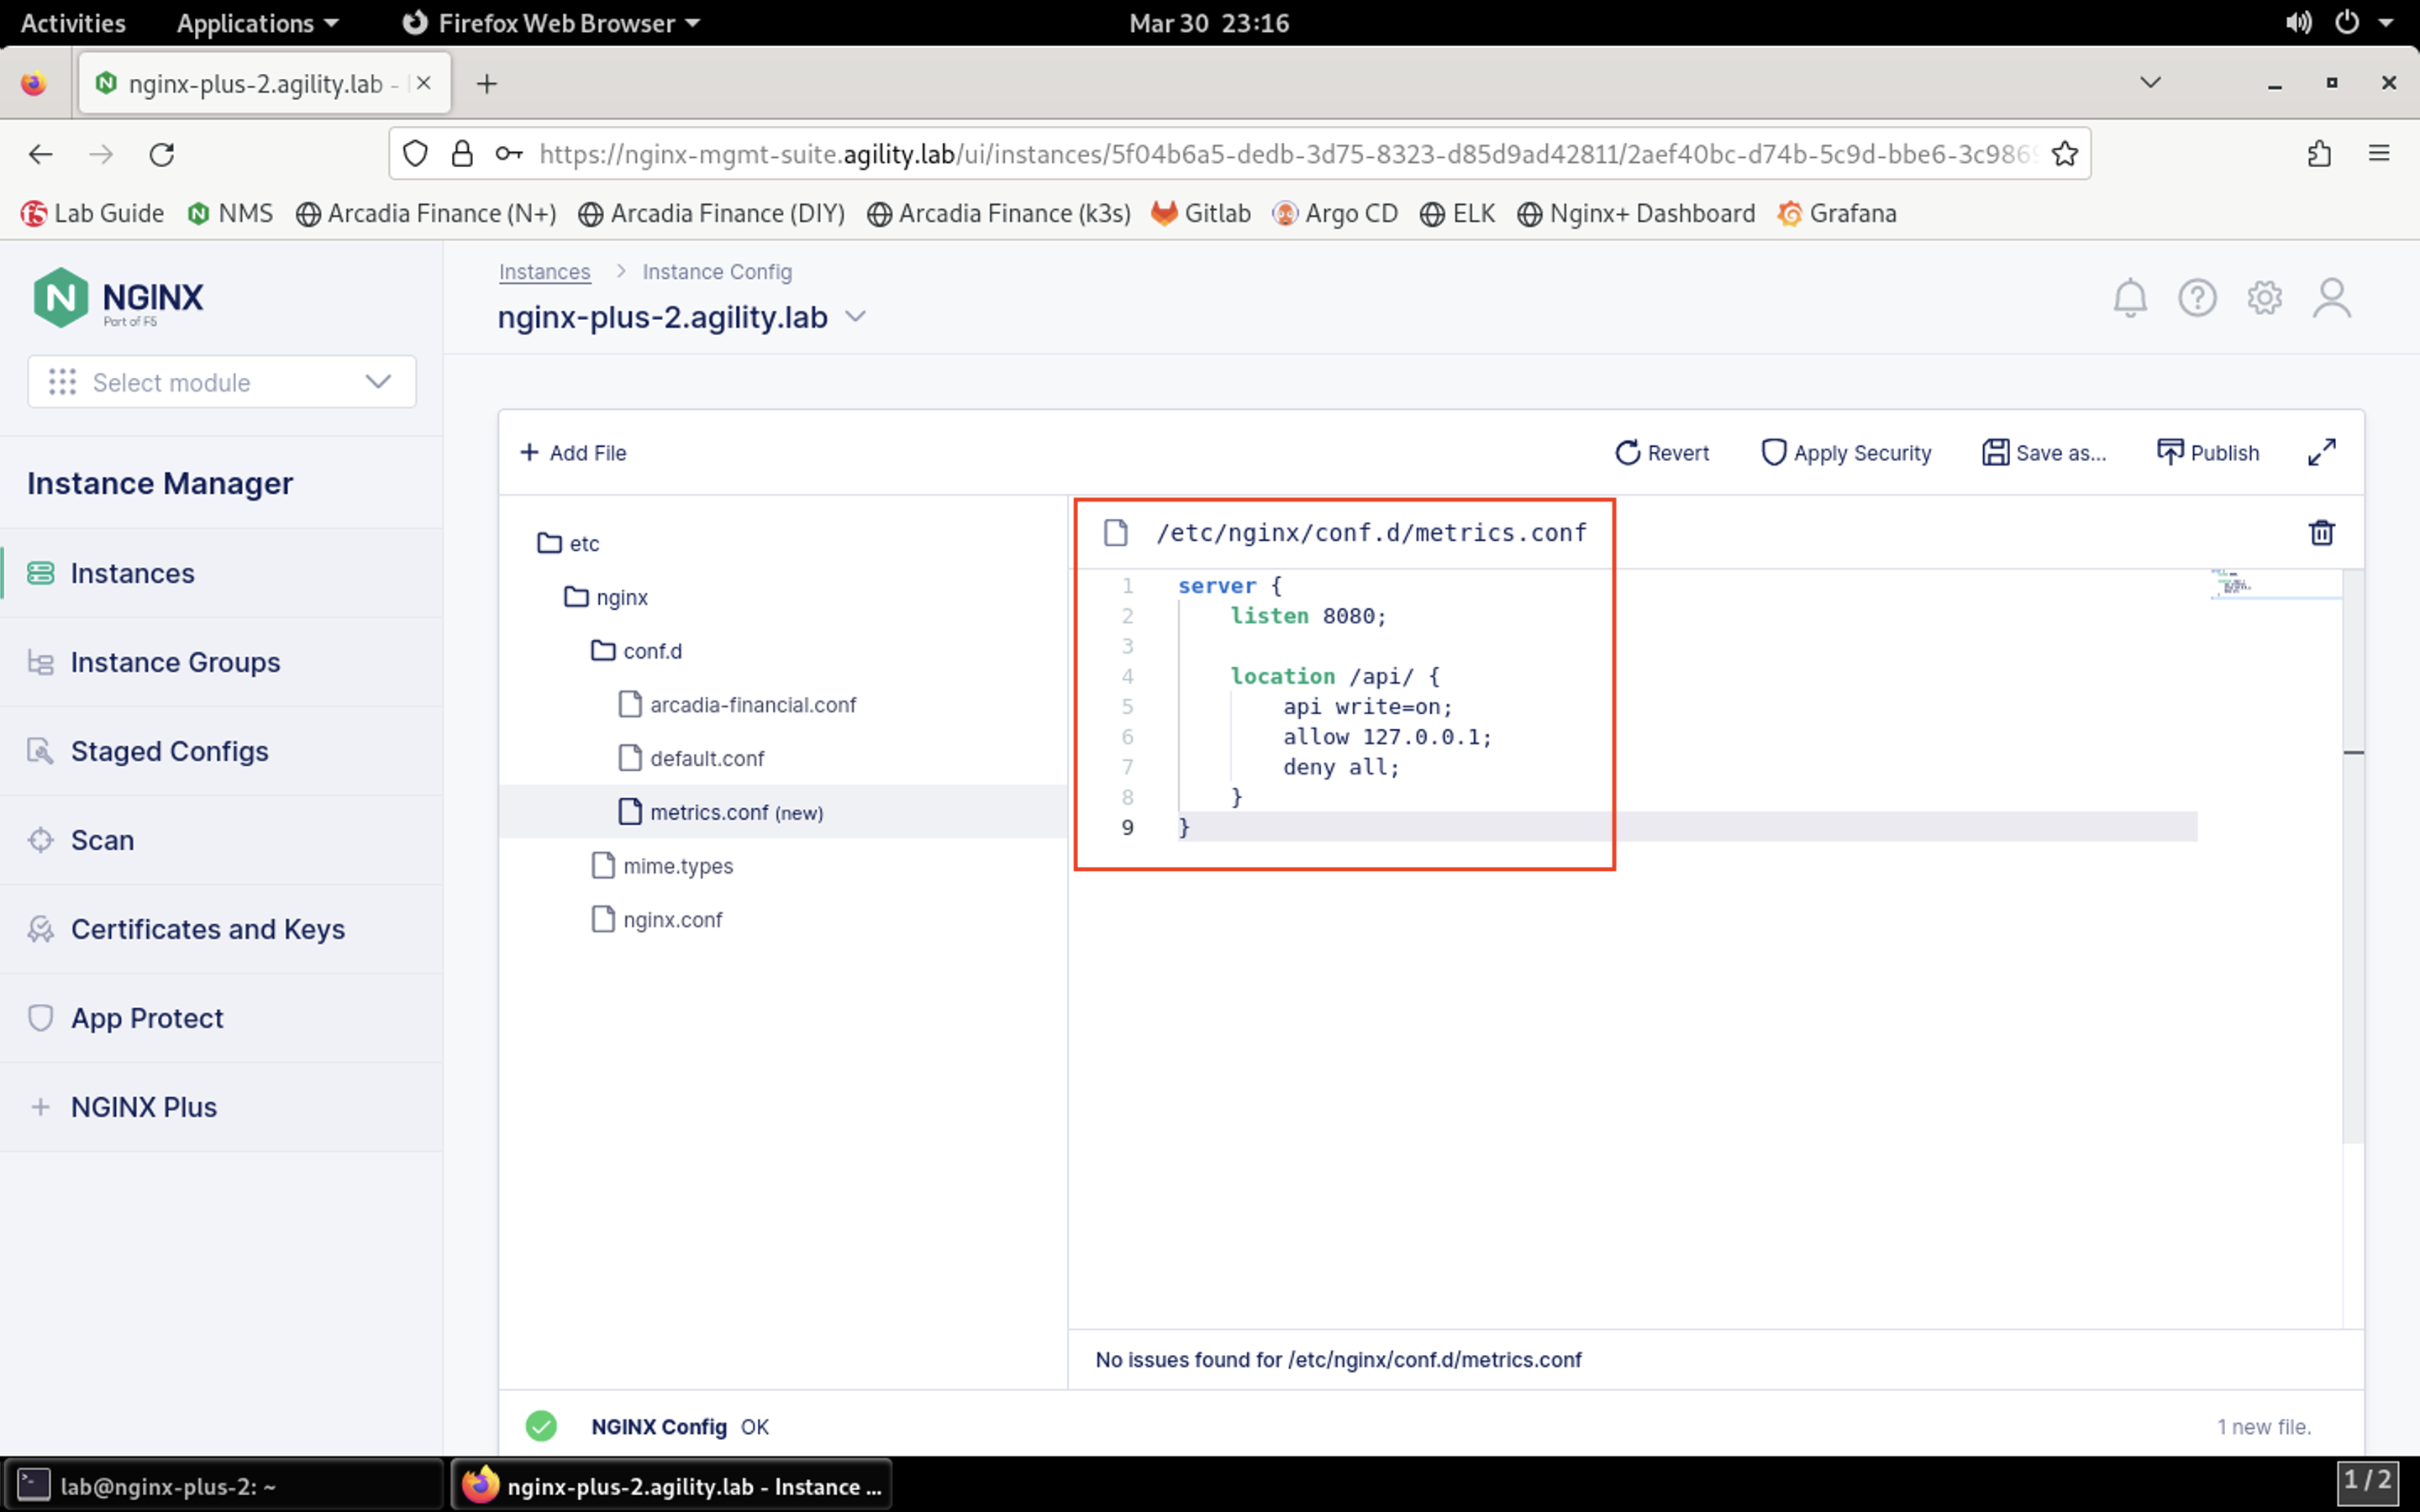 Activities Applications Firefox Web Browser Mar 30 23:16
nginx-plus-2.agility.lab -
https://nginx-mgmt-suite.agility.lab/ui/instances/5f04b6a5-dedb-3d75-8323-d85d9ad42811/2aef40bc-d74b-5c9d-bbe6-3c986
Lab Guide NMS Arcadia Finance (N+) Arcadia Finance (DIY) Arcadia Finance (k3s) Gitlab Argo CD ELK Nginx+ Dashboard Grafana
NGINX
Part of F5
Select module
Instance Manager
Instances
Instance Groups
Staged Configs
Scan
Certificates and Keys
App Protect
NGINX Plus
Instances > Instance Config
nginx-plus-2.agility.lab
+ Add File
Revert Apply Security Save as... Publish
etc
nginx
conf.d
arcadia-financial.conf
default.conf
metrics.conf (new)
mime.types
nginx.conf
/etc/nginx/conf.d/metrics.conf
1 server {
2 listen 8080;
3
4 location /api/ {
5 api write=on;
6 allow 127.0.0.1;
7 deny all;
8 }
9 }
No issues found for /etc/nginx/conf.d/metrics.conf
NGINX Config OK
1 new file.
lab@nginx-plus-2: ~ nginx-plus-2.agility.lab - Instance ... 1 / 2